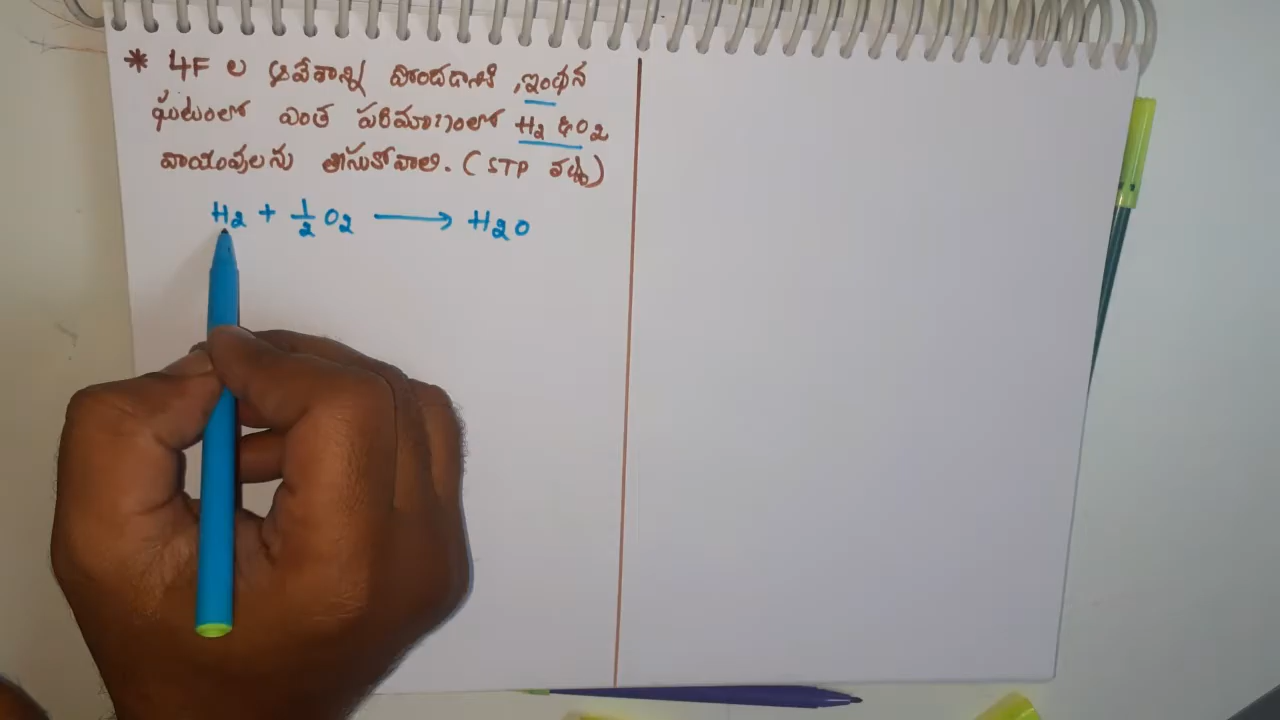 * 4F ల ఆవేశాన్ని పొందడానికి , ఇంధన
ఘటంలో ఎంత పరిమాణంలో H₂ & O₂
వాయువులను తీసుకోవాలి. ( STP వద్ద )
H₂ + 1/2 O₂ ⟶ H₂O